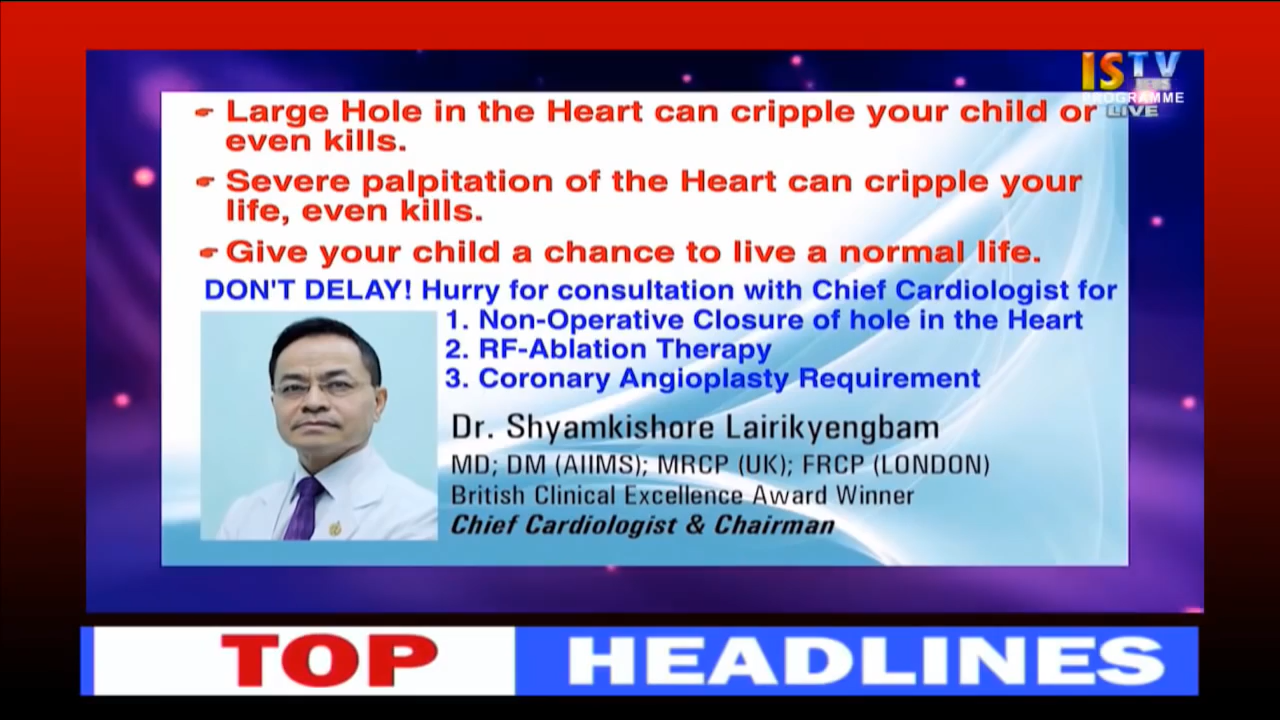 ISTV
PROGRAMME
LIVE
Large Hole in the Heart can cripple your child or
even kills.
Severe palpitation of the Heart can cripple your
life, even kills.
Give your child a chance to live a normal life.
DON'T DELAY! Hurry for consultation with Chief Cardiologist for
1. Non-Operative Closure of hole in the Heart
2. RF-Ablation Therapy
3. Coronary Angioplasty Requirement
Dr. Shyamkishore Lairikyengbam
MD; DM (AIIMS); MRCP (UK); FRCP (LONDON)
British Clinical Excellence Award Winner
Chief Cardiologist & Chairman
TOP HEADLINES